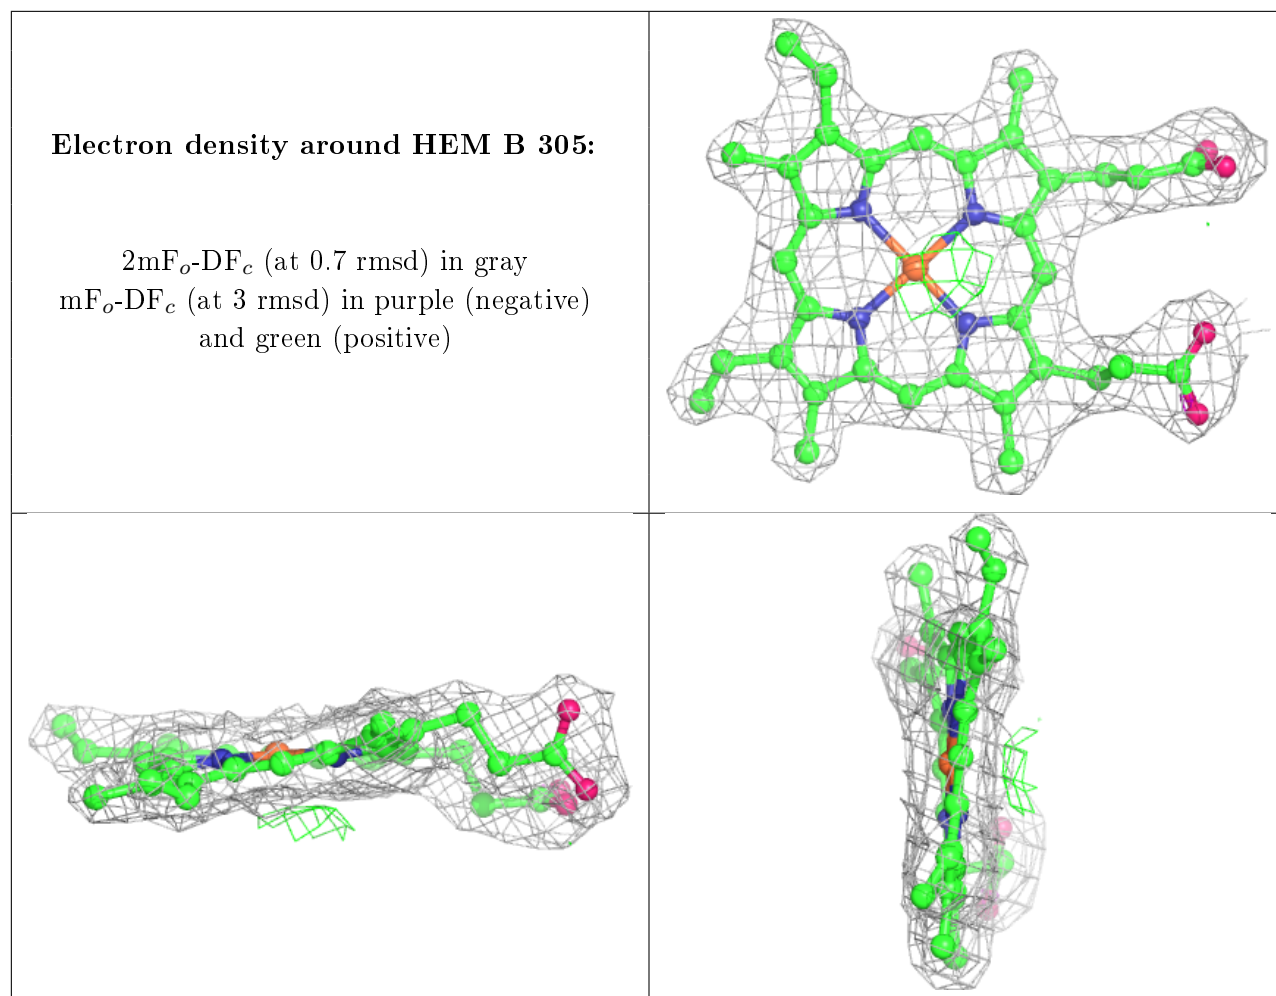 Electron density around HEM B 305:
2mFₒ-DF𝒸 (at 0.7 rmsd) in gray
mFₒ-DF𝒸 (at 3 rmsd) in purple (negative)
and green (positive)